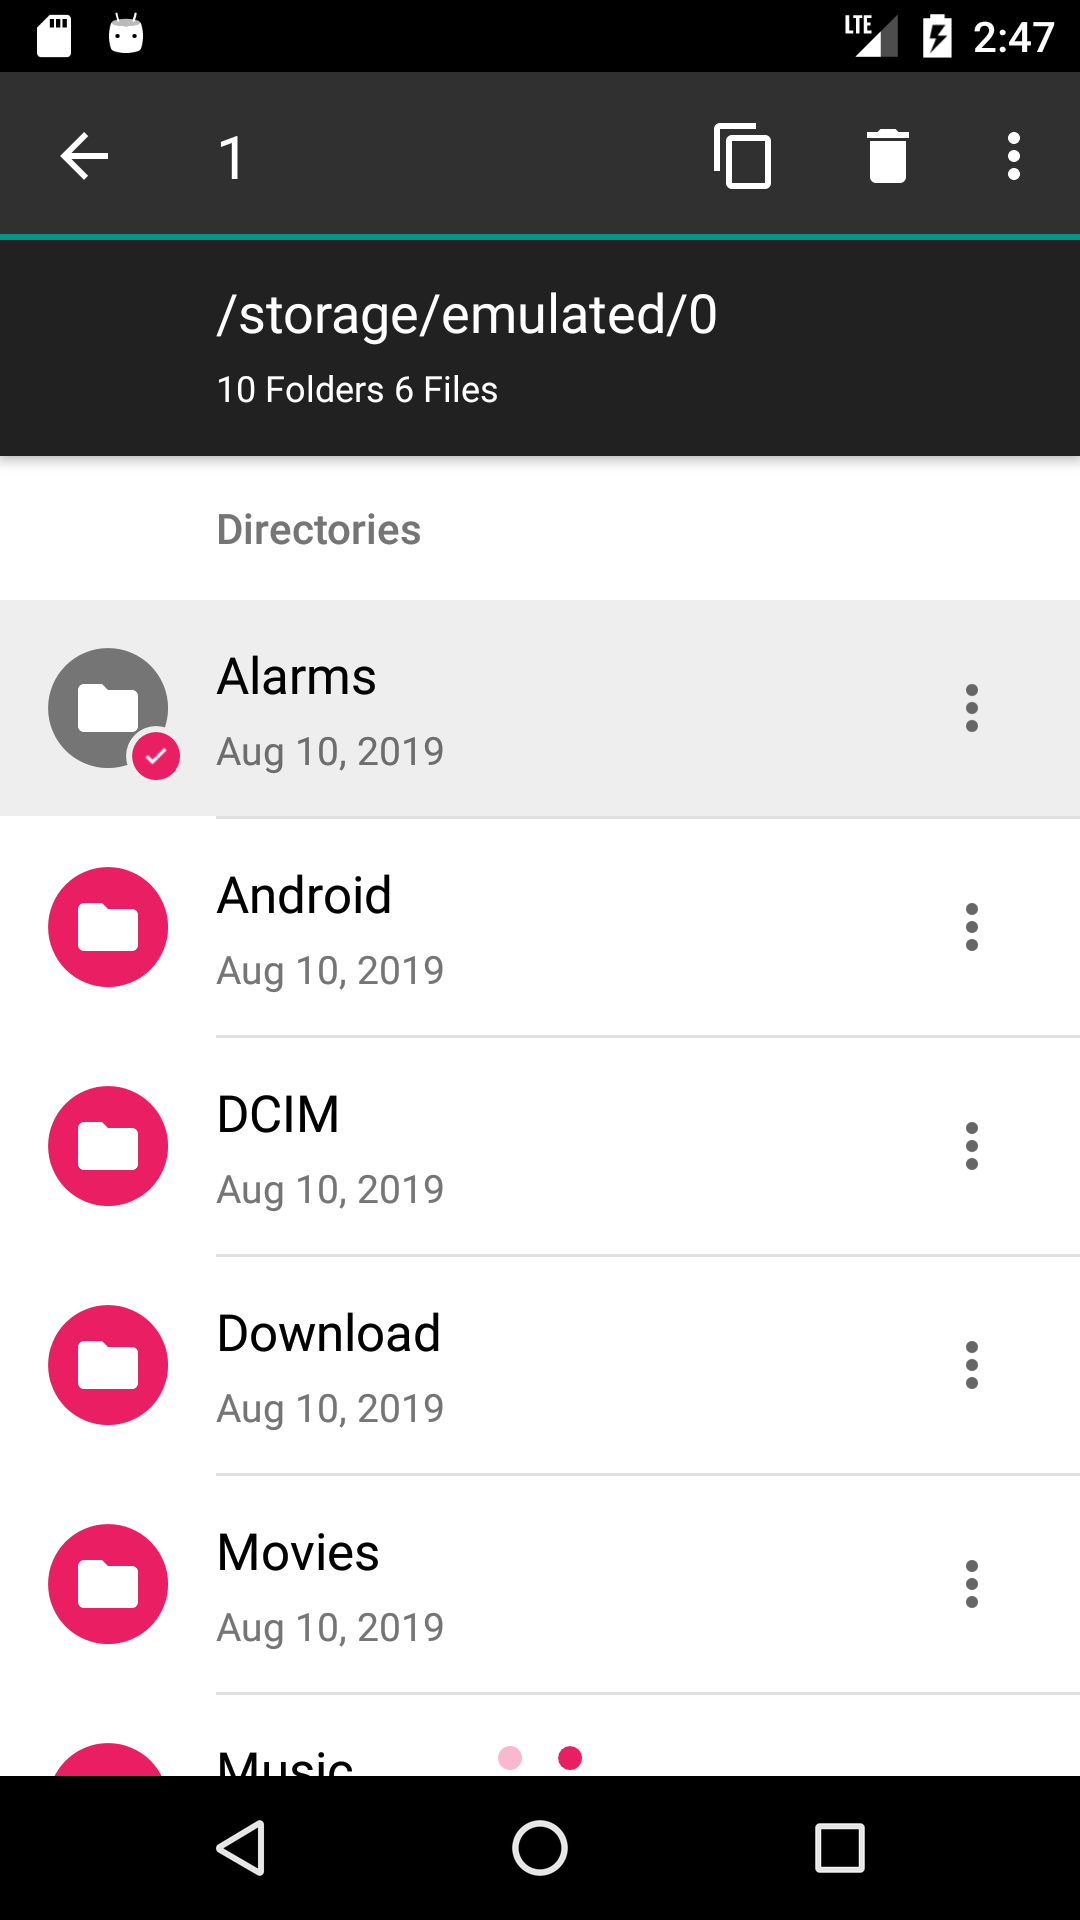 LTE 2:47
1
/storage/emulated/0
10 Folders 6 Files
Directories
Alarms
Aug 10, 2019
Android
Aug 10, 2019
DCIM
Aug 10, 2019
Download
Aug 10, 2019
Movies
Aug 10, 2019
Music